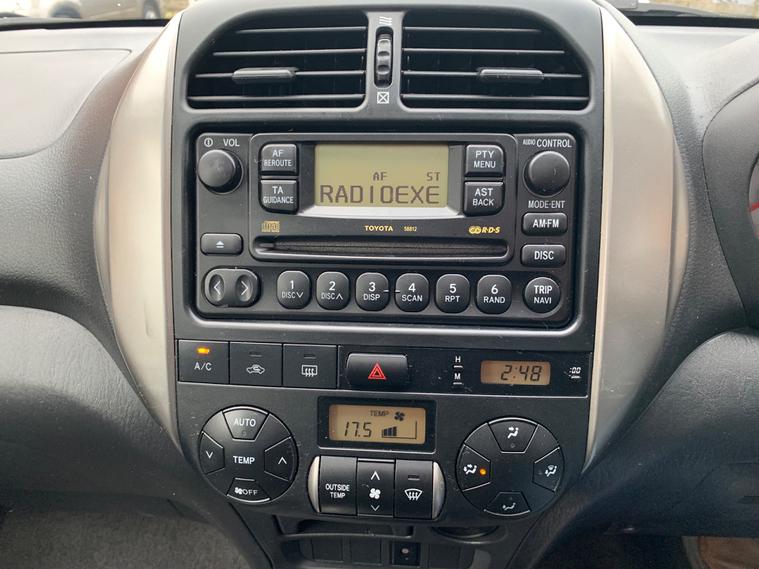 VOL
AF REROUTE
TA GUIDANCE
AF ST
RADIOEXE
PTY MENU
AST BACK
AUDIO CONTROL
MODE·ENT
AM·FM
DISC
TRIP NAVI
TOYOTA 58812
R·D·S
1 DISC∨
2 DISC∧
3 DISP
4 SCAN
5 RPT
6 RAND
A/C
H
M
2:48
:00
TEMP
17.5
AUTO
TEMP
OFF
OUTSIDE TEMP